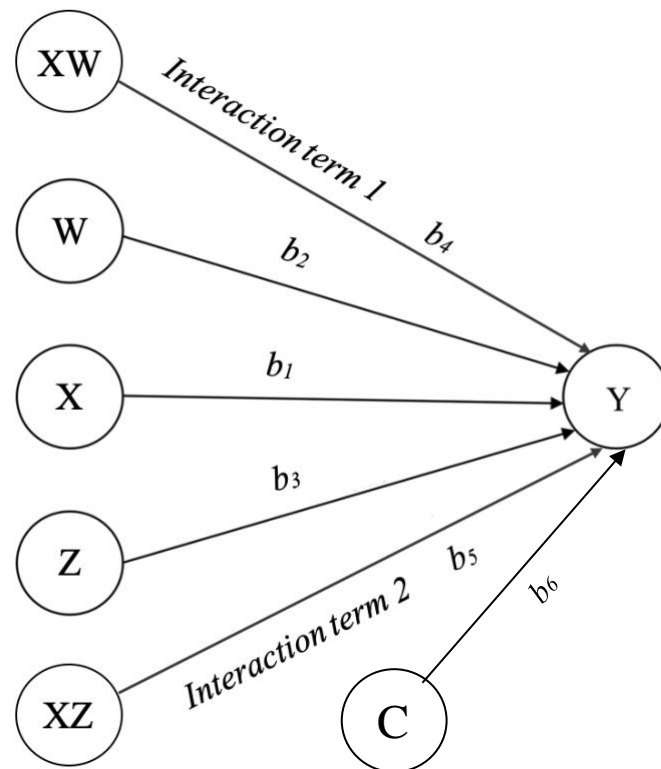 XW
Interaction term 1
b4
W
b2
X
b1
Y
Z
b3
b5
Interaction term 2
b6
XZ
C